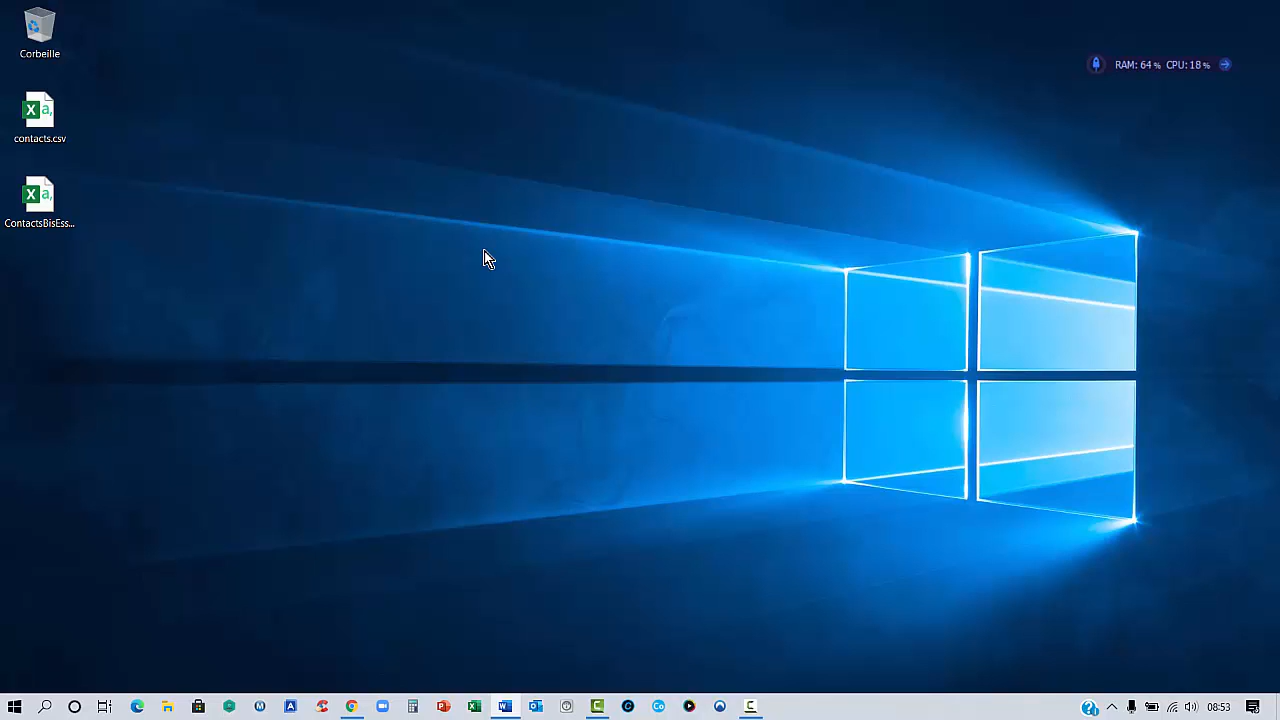 Corbeille
contacts.csv
ContactsBisEss...
RAM: 64 % CPU: 18 %
08:53